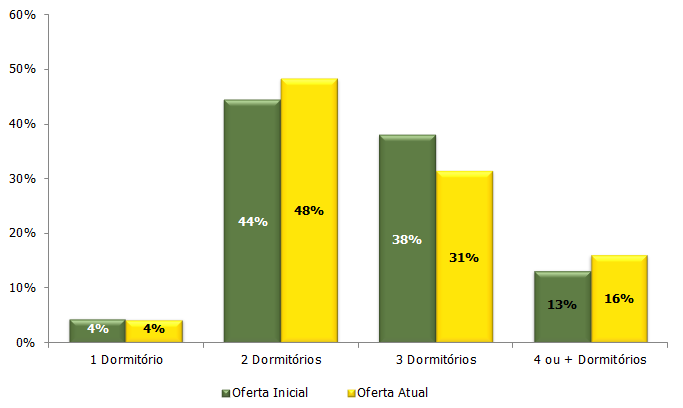 60%
50%
40%
30%
20%
10%
0%
4%
4%
44%
48%
38%
31%
13%
16%
1 Dormitório
2 Dormitórios
3 Dormitórios
4 ou + Dormitórios
Oferta Inicial
Oferta Atual